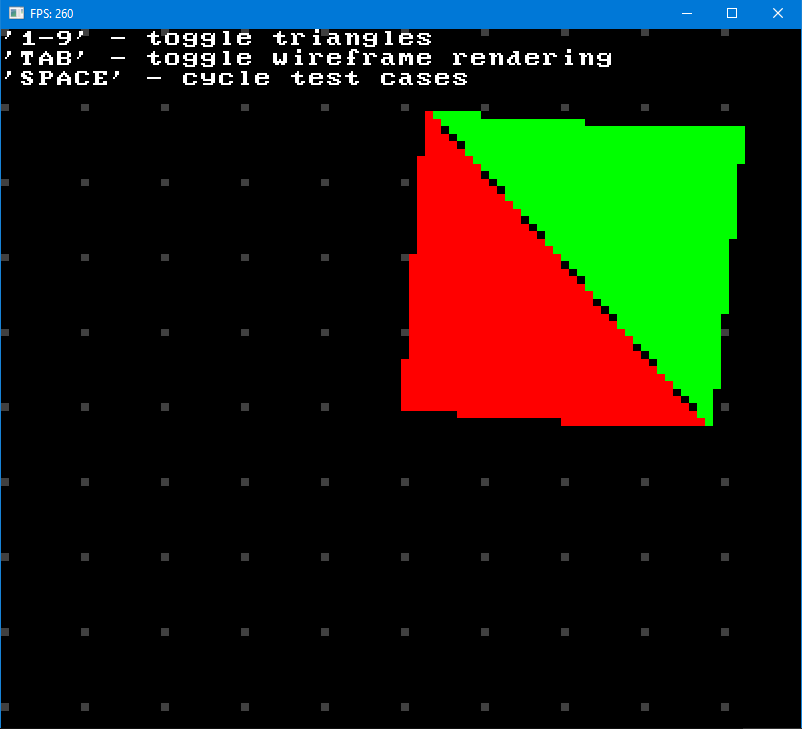 FPS: 260
'1-9' - toggle triangles
'TAB' - toggle wireframe rendering
'SPACE' - cycle test cases